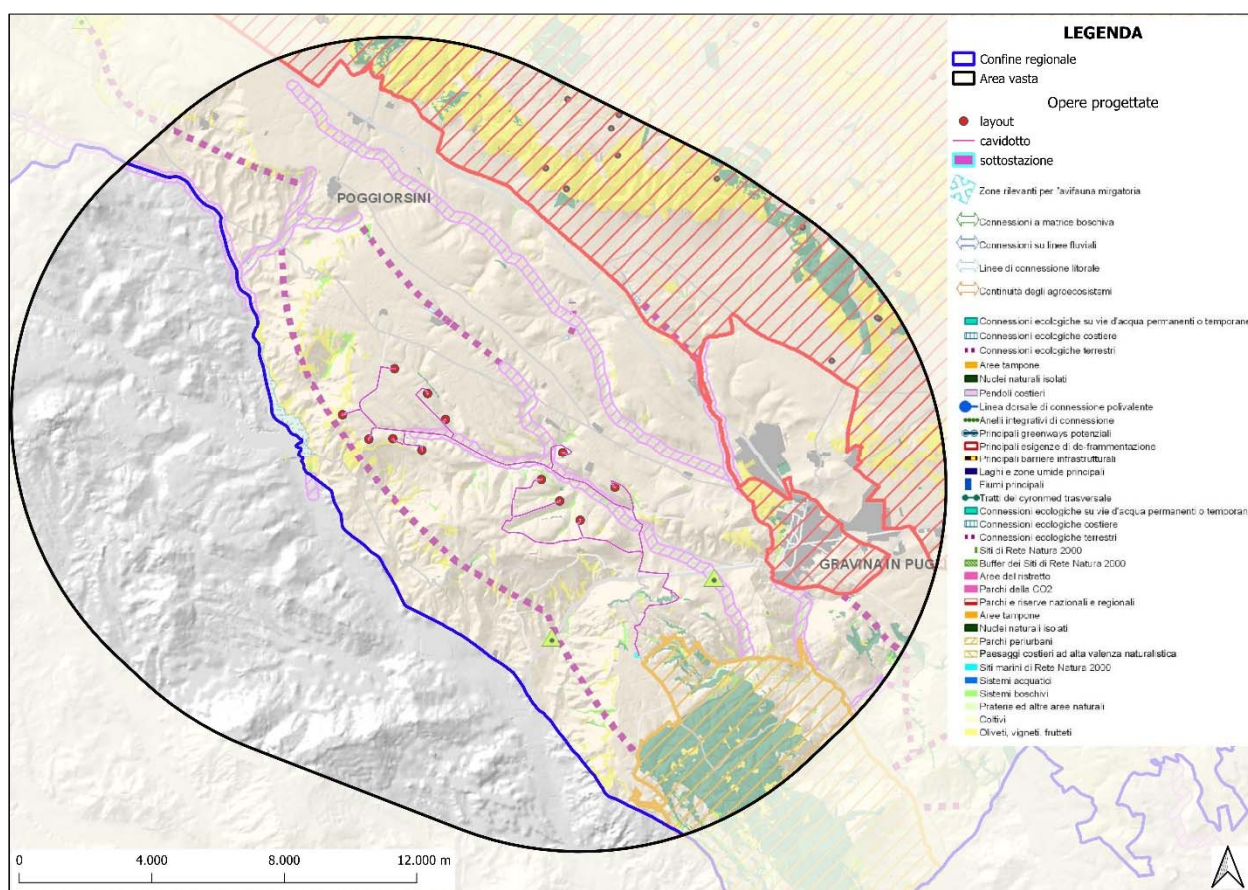 LEGENDA
Confine regionale
Area vasta
Opere progettate
layout
cavidotto
sottostazione
Zone rilevanti per l'avifauna mirgatoria
Connessioni a matrice boschiva
Connessioni su linee fluviali
Linee di connessione litorale
Continuità degli agroecosistemi
Connessioni ecologiche su vie d'acqua permanenti o temporane
Connessioni ecologiche costiere
Connessioni ecologiche terrestri
Aree tampone
Nuclei naturali isolati
Pendoli costieri
Linea dorsale di connessione polivalente
Anelli integrativi di connessione
Principali greenways potenziali
Principali esigenze di de-frammentazione
Principali barriere infrastrutturali
Laghi e zone umide principali
Fiumi principali
Tratti del cyronmed trasversale
Connessioni ecologiche su vie d'acqua permanenti o temporane
Connessioni ecologiche costiere
Connessioni ecologiche terrestri
Siti di Rete Natura 2000
Buffer dei Siti di Rete Natura 2000
Aree del ristretto
Parchi della CO2
Parchi e riserve nazionali e regionali
Aree tampone
Nuclei naturali isolati
Parchi periurbani
Paesaggi costieri ad alta valenza naturalistica
Siti marini di Rete Natura 2000
Sistemi acquatici
Sistemi boschivi
Praterie ed altre aree naturali
Coltivi
Oliveti, vigneti, frutteti
POGGIORSINI
GRAVINA IN PUG
0 4.000 8.000 12.000 m